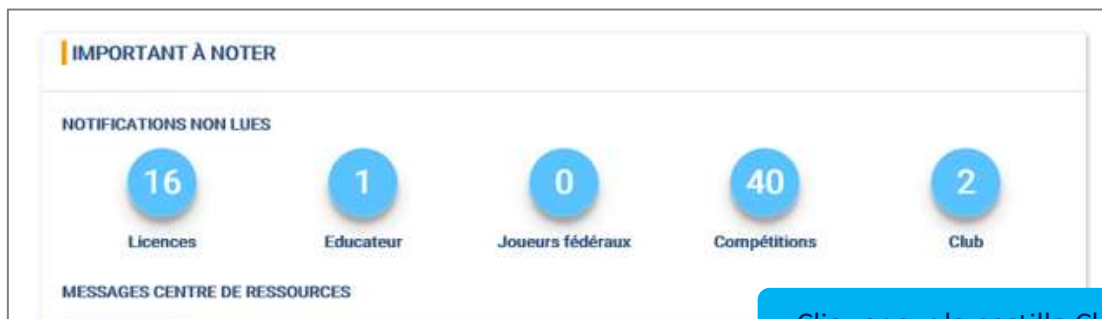 IMPORTANT À NOTER
NOTIFICATIONS NON LUES
16 1 0 40 2
Licences Educateur Joueurs fédéraux Compétitions Club
MESSAGES CENTRE DE RESSOURCES